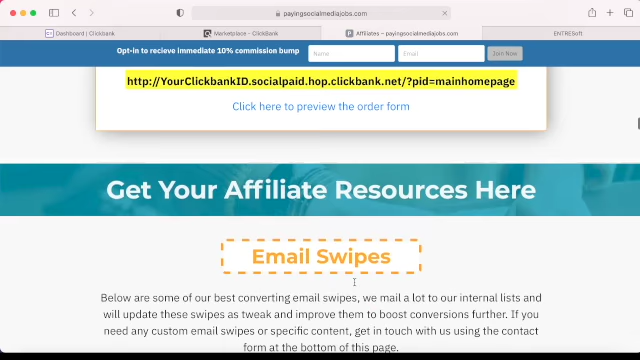 payingsocialmediajobs.com
Dashboard | Clickbank
Marketplace - ClickBank
Affiliates – payingsocialmediajobs.com
ENTRESoft
Opt-in to recieve immediate 10% commission bump
Name
Email
Join Now
http://YourClickbankID.socialpaid.hop.clickbank.net/?pid=mainhomepage
Click here to preview the order form
Get Your Affiliate Resources Here
Email Swipes
Below are some of our best converting email swipes, we mail a lot to our internal lists and
will update these swipes as tweak and improve them to boost conversions further. If you
need any custom email swipes or specific content, get in touch with us using the contact
form at the bottom of this page.